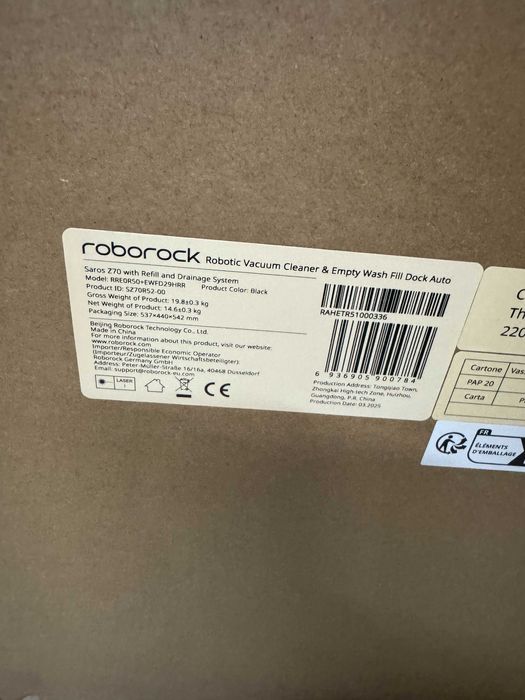 roborock Robotic Vacuum Cleaner & Empty Wash Fill Dock Auto
Saros Z70 with Refill and Drainage System
Model: RRE0R50+EWFD29HRR Product Color: Black
Product ID: SZ70R52-00
Gross Weight of Product: 19.8±0.3 kg
Net Weight of Product: 14.6±0.3 kg
Packaging Size: 537×440×542 mm
Beijing Roborock Technology Co., Ltd.
Made in China
For more information about this product, visit our website:
www.roborock.com
Importer/Responsible Economic Operator
(Importeur/Zugelassener Wirtschaftsbeteiligter):
Roborock Germany GmbH
Address: Peter-Müller-Straße 16/16a, 40468 Düsseldorf
Email: support@roborock-eu.com
LASER
1
CE
RAHETR51000336
6 936905 900784
Production Address: Tongqiao Town,
Zhongkai High-tech Zone, Huizhou,
Guangdong, P.R. China
Production Date: 03.2025
C
Th
220
Cartone Vas
PAP 20
Carta P
FR
ÉLÉMENTS
D'EMBALLAGE